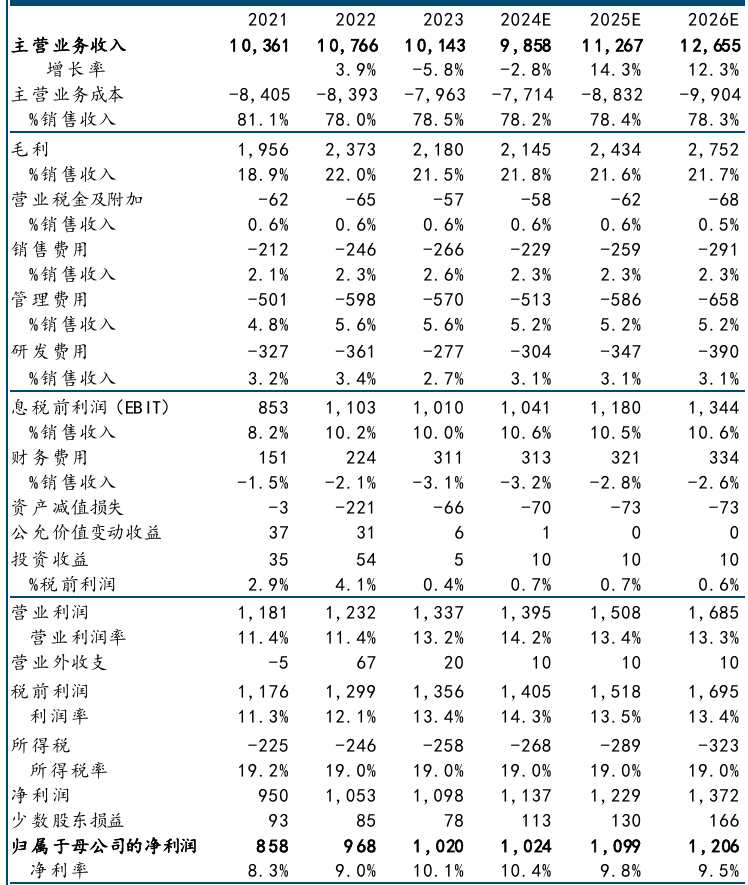 2021 2022 2023 2024E 2025E 2026E
主营业务收入 10,361 10,766 10,143 9,858 11,267 12,655
增长率 3.9% -5.8% -2.8% 14.3% 12.3%
主营业务成本 -8,405 -8,393 -7,963 -7,714 -8,832 -9,904
%销售收入 81.1% 78.0% 78.5% 78.2% 78.4% 78.3%
毛利 1,956 2,373 2,180 2,145 2,434 2,752
%销售收入 18.9% 22.0% 21.5% 21.8% 21.6% 21.7%
营业税金及附加 -62 -65 -57 -58 -62 -68
%销售收入 0.6% 0.6% 0.6% 0.6% 0.6% 0.5%
销售费用 -212 -246 -266 -229 -259 -291
%销售收入 2.1% 2.3% 2.6% 2.3% 2.3% 2.3%
管理费用 -501 -598 -570 -513 -586 -658
%销售收入 4.8% 5.6% 5.6% 5.2% 5.2% 5.2%
研发费用 -327 -361 -277 -304 -347 -390
%销售收入 3.2% 3.4% 2.7% 3.1% 3.1% 3.1%
息税前利润（EBIT） 853 1,103 1,010 1,041 1,180 1,344
%销售收入 8.2% 10.2% 10.0% 10.6% 10.5% 10.6%
财务费用 151 224 311 313 321 334
%销售收入 -1.5% -2.1% -3.1% -3.2% -2.8% -2.6%
资产减值损失 -3 -221 -66 -70 -73 -73
公允价值变动收益 37 31 6 1 0 0
投资收益 35 54 5 10 10 10
%税前利润 2.9% 4.1% 0.4% 0.7% 0.7% 0.6%
营业利润 1,181 1,232 1,337 1,395 1,508 1,685
营业利润率 11.4% 11.4% 13.2% 14.2% 13.4% 13.3%
营业外收支 -5 67 20 10 10 10
税前利润 1,176 1,299 1,356 1,405 1,518 1,695
利润率 11.3% 12.1% 13.4% 14.3% 13.5% 13.4%
所得税 -225 -246 -258 -268 -289 -323
所得税率 19.2% 19.0% 19.0% 19.0% 19.0% 19.0%
净利润 950 1,053 1,098 1,137 1,229 1,372
少数股东损益 93 85 78 113 130 166
归属于母公司的净利润 858 968 1,020 1,024 1,099 1,206
净利率 8.3% 9.0% 10.1% 10.4% 9.8% 9.5%